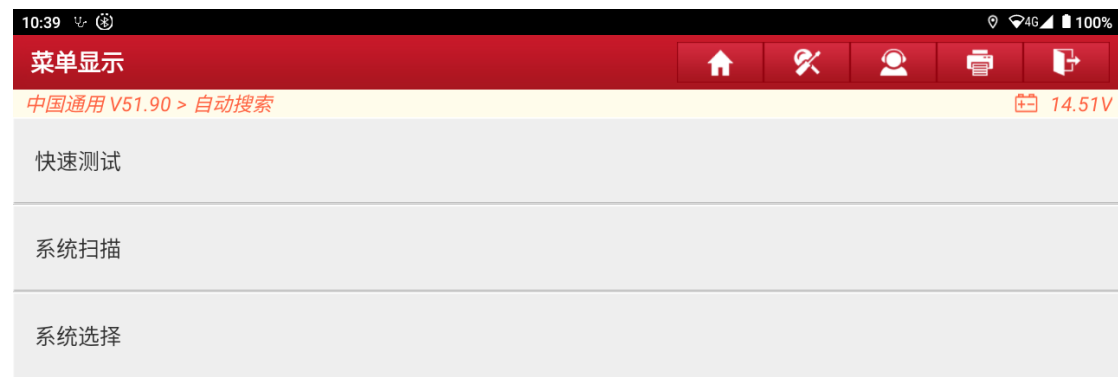 10:39 4G 100%
菜单显示
中国通用 V51.90 > 自动搜索 14.51V
快速测试
系统扫描
系统选择